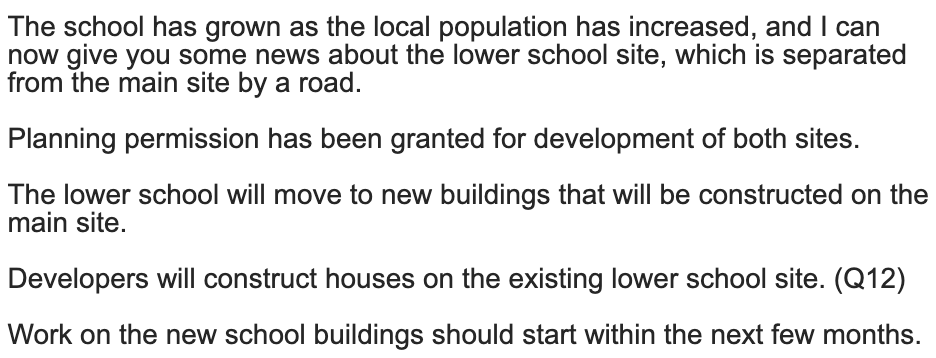 The school has grown as the local population has increased, and I can
now give you some news about the lower school site, which is separated
from the main site by a road.
Planning permission has been granted for development of both sites.
The lower school will move to new buildings that will be constructed on the
main site.
Developers will construct houses on the existing lower school site. (Q12)
Work on the new school buildings should start within the next few months.